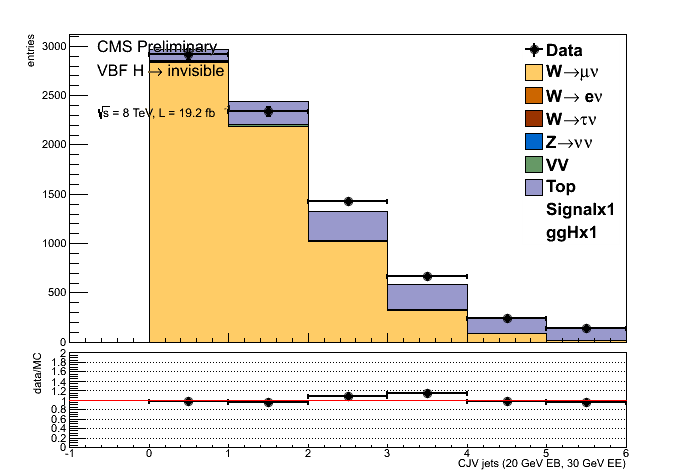 entries
3000
2500
2000
1500
1000
500
0
CMS Preliminary
VBF H → invisible
√s = 8 TeV, L = 19.2 fb
Data
W→μν
W→ eν
W→τν
Z→νν
VV
Top
Signalx1
ggHx1
data/MC
2
1.8
1.6
1.4
1.2
1
0.8
0.6
0.4
0.2
0
-1 0 1 2 3 4 5 6
CJV jets (20 GeV EB, 30 GeV EE)